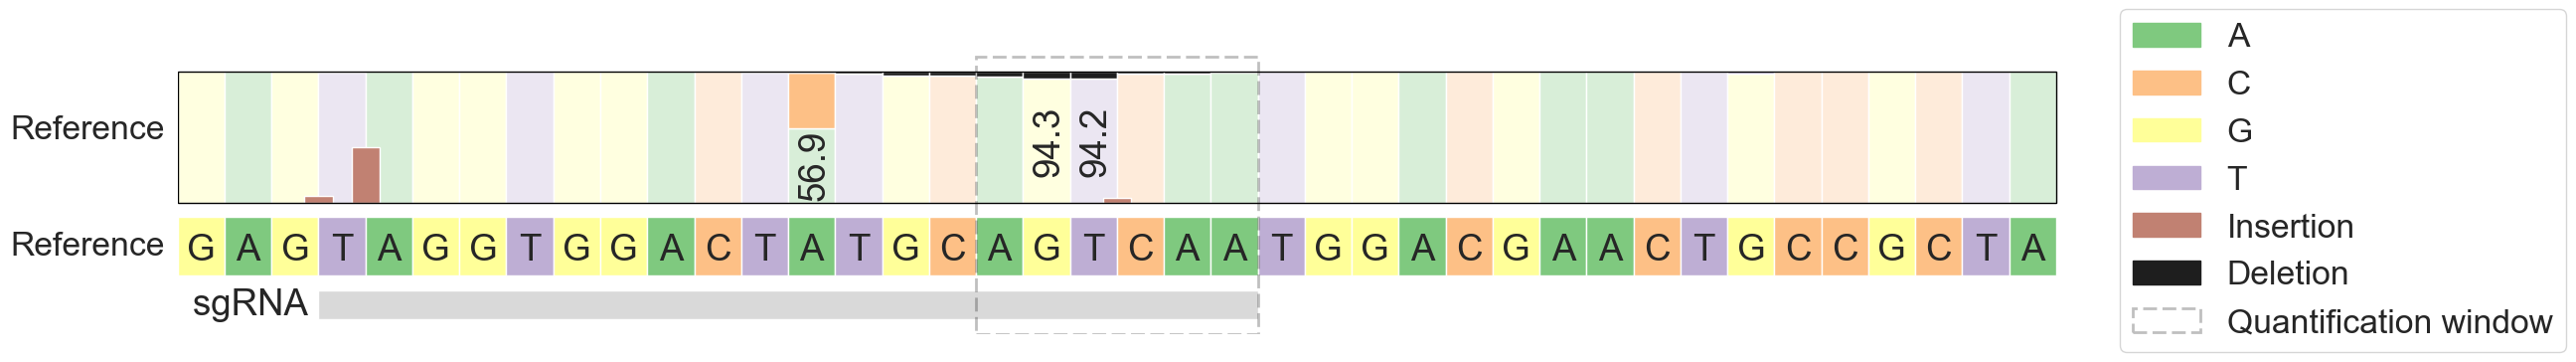 Reference
56.9
94.3
94.2
Reference G A G T A G G T G G A C T A T G C A G T C A A T G G A C G A A C T G C C G C T A
sgRNA
A
C
G
T
Insertion
Deletion
Quantification window